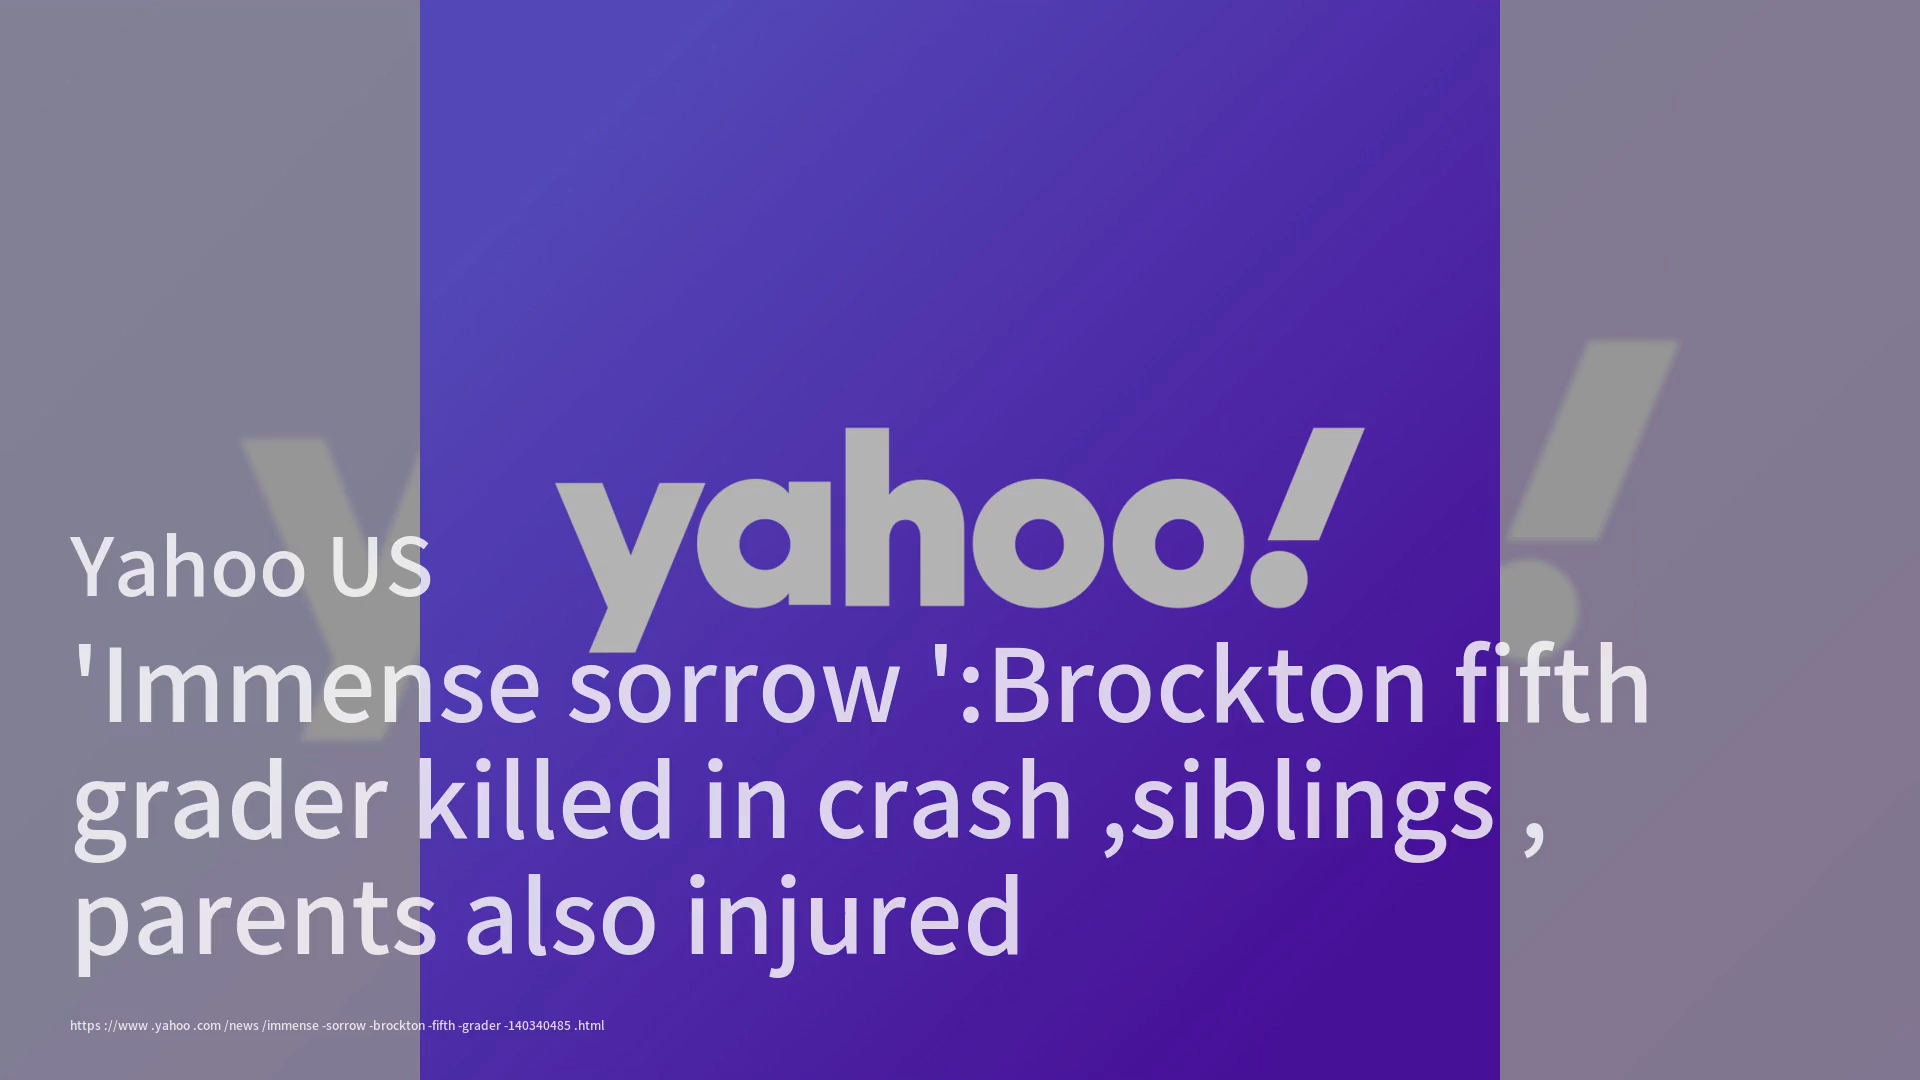 yahoo!
Yahoo US
'Immense sorrow ':Brockton fifth
grader killed in crash ,siblings ,
parents also injured
https ://www .yahoo .com /news /immense -sorrow -brockton -fifth -grader -140340485 .html